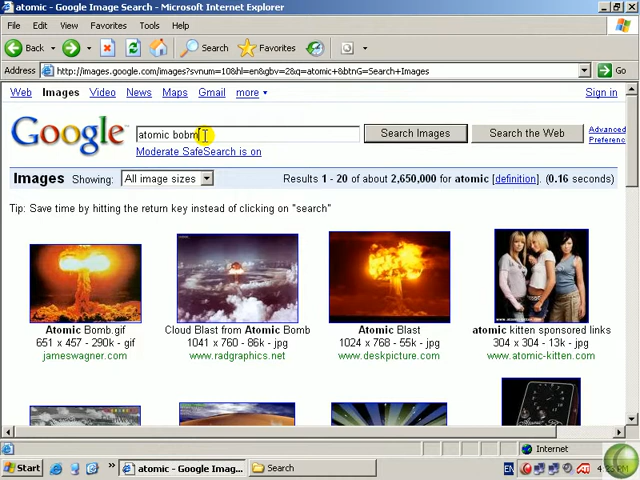 atomic - Google Image Search - Microsoft Internet Explorer
File Edit View Favorites Tools Help
Back Search Favorites
Address http://images.google.com/images?svnum=10&hl=en&gbv=2&q=atomic+&btnG=Search+Images Go
Web Images Video News Maps Gmail more Sign in
Google atomic bobm Search Images Search the Web Advanced
Preferenc
Moderate SafeSearch is on
Images Showing: All image sizes Results 1 - 20 of about 2,650,000 for atomic [definition]. (0.16 seconds)
Tip: Save time by hitting the return key instead of clicking on "search"
Atomic Bomb.gif
651 x 457 - 290k - gif
jameswagner.com
Cloud Blast from Atomic Bomb
1041 x 760 - 86k - jpg
www.radgraphics.net
Atomic Blast
1024 x 768 - 55k - jpg
www.deskpicture.com
atomic kitten sponsored links
304 x 304 - 13k - jpg
www.atomic-kitten.com
Internet
Start atomic - Google Imag... Search EN